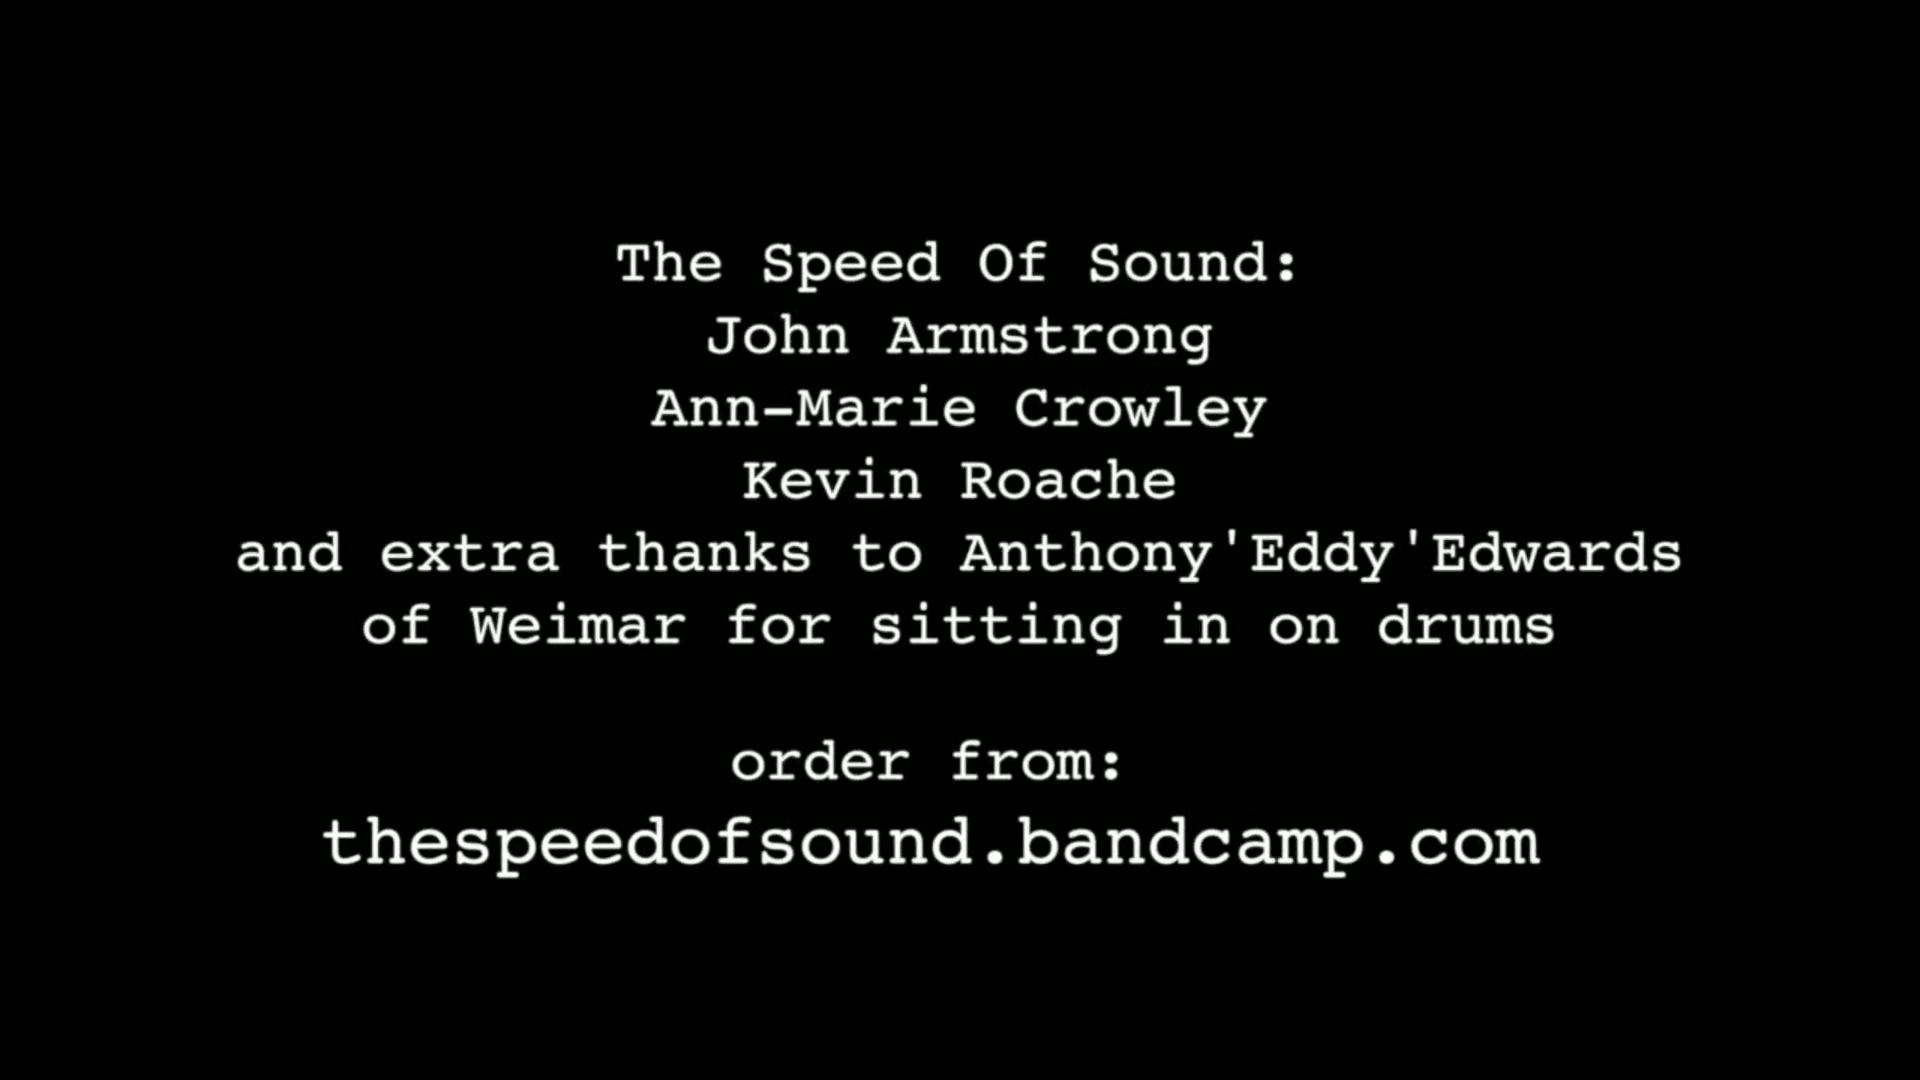 The Speed Of Sound:
John Armstrong
Ann-Marie Crowley
Kevin Roache
and extra thanks to Anthony'Eddy'Edwards
of Weimar for sitting in on drums
order from:
thespeedofsound.bandcamp.com